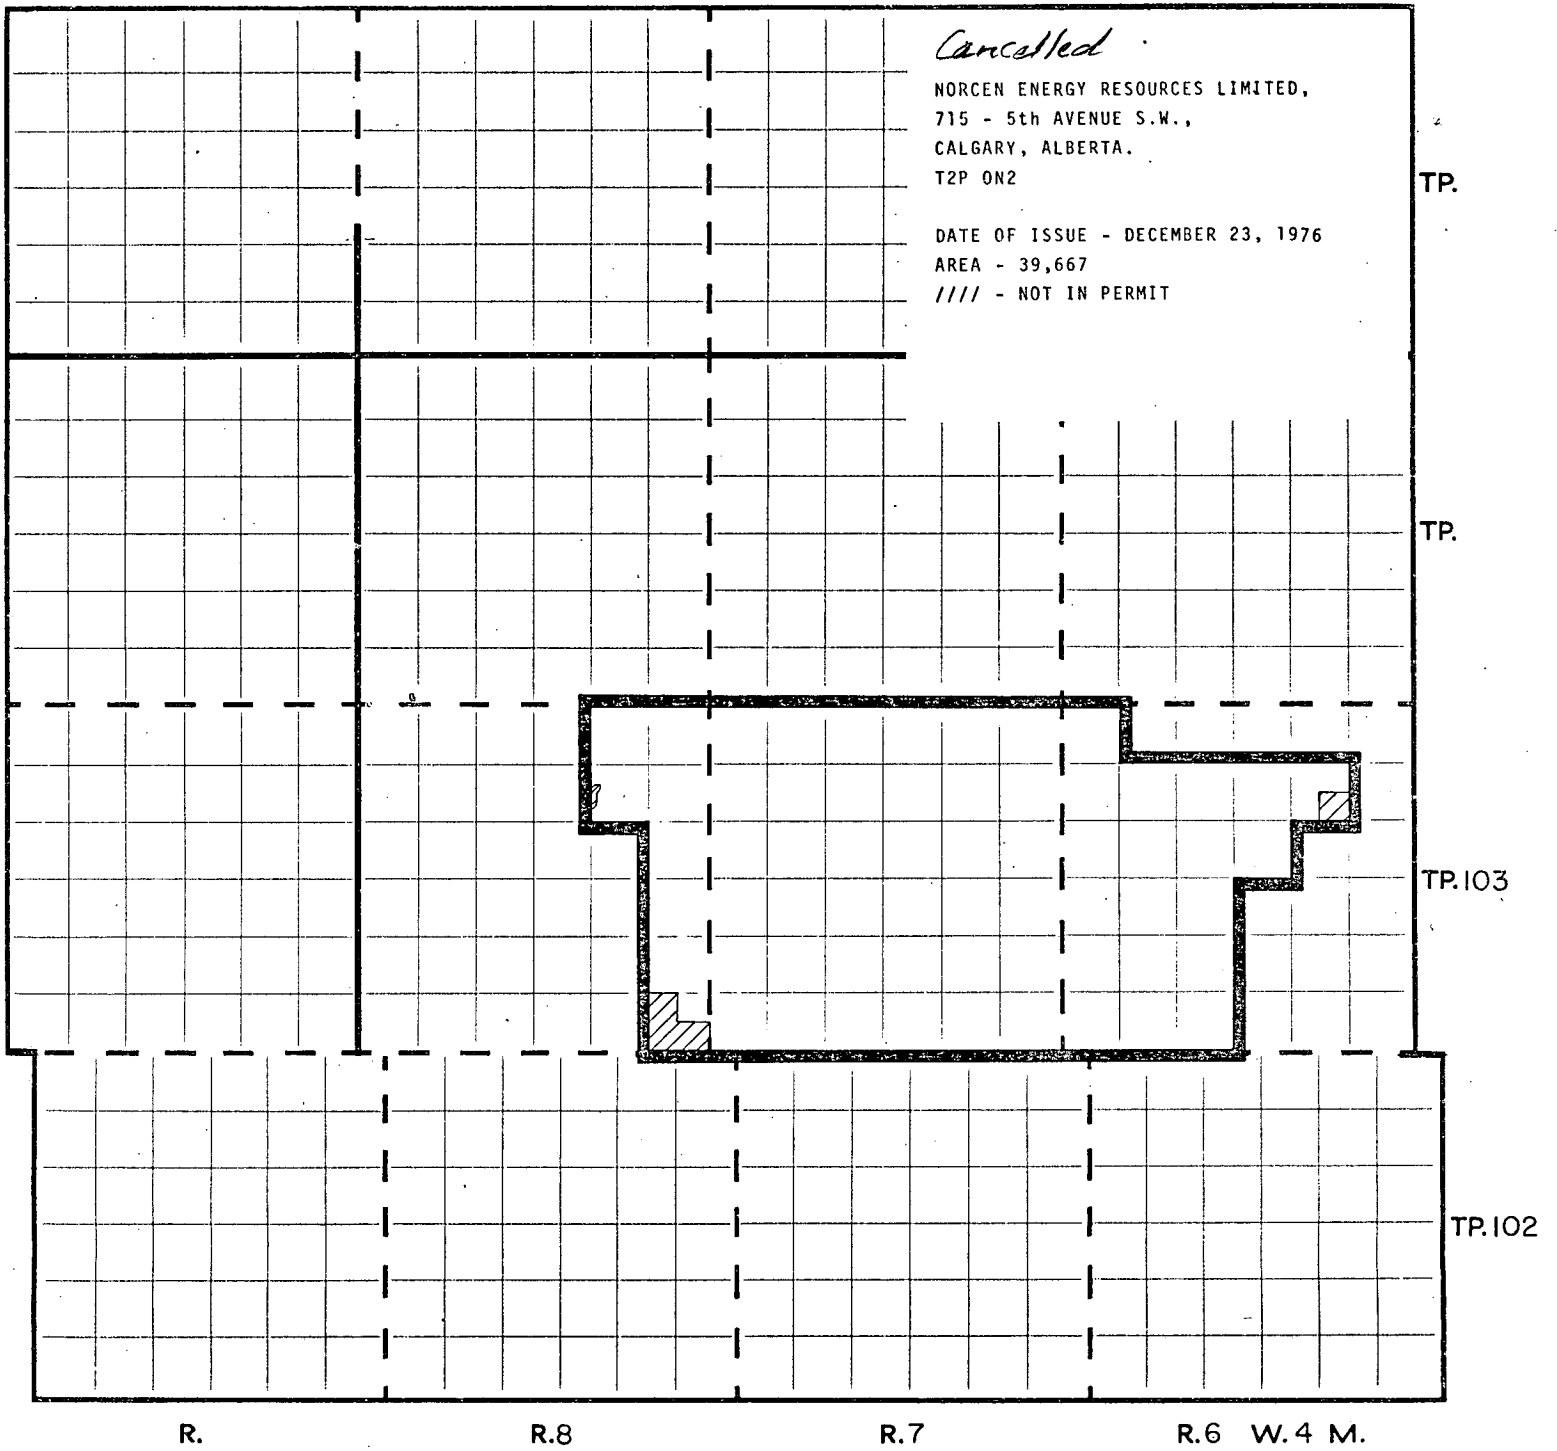 Cancelled
NORCEN ENERGY RESOURCES LIMITED,
715 - 5th AVENUE S.W.,
CALGARY, ALBERTA.
T2P ON2
DATE OF ISSUE - DECEMBER 23, 1976
AREA - 39,667
//// - NOT IN PERMIT
TP.
TP.
TP.103
TP.102
R. R.8 R.7 R.6 W.4 M.